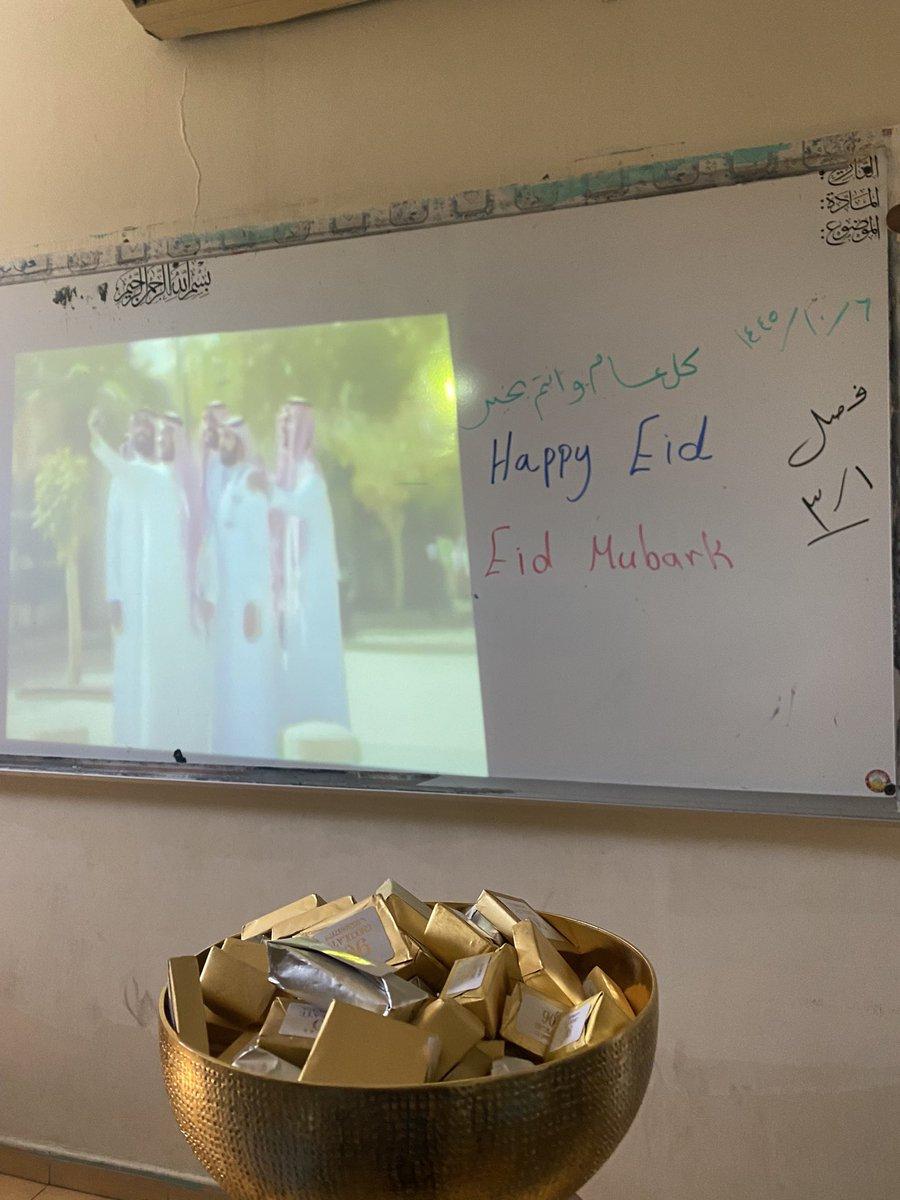 التاريخ:
المادة:
الموضوع:
بسم الله الرحمن الرحيم
١٤٤٥/١٠/٦
كل عام وانتم بخير
Happy Eid
Eid Mubark
فصل
٣/١